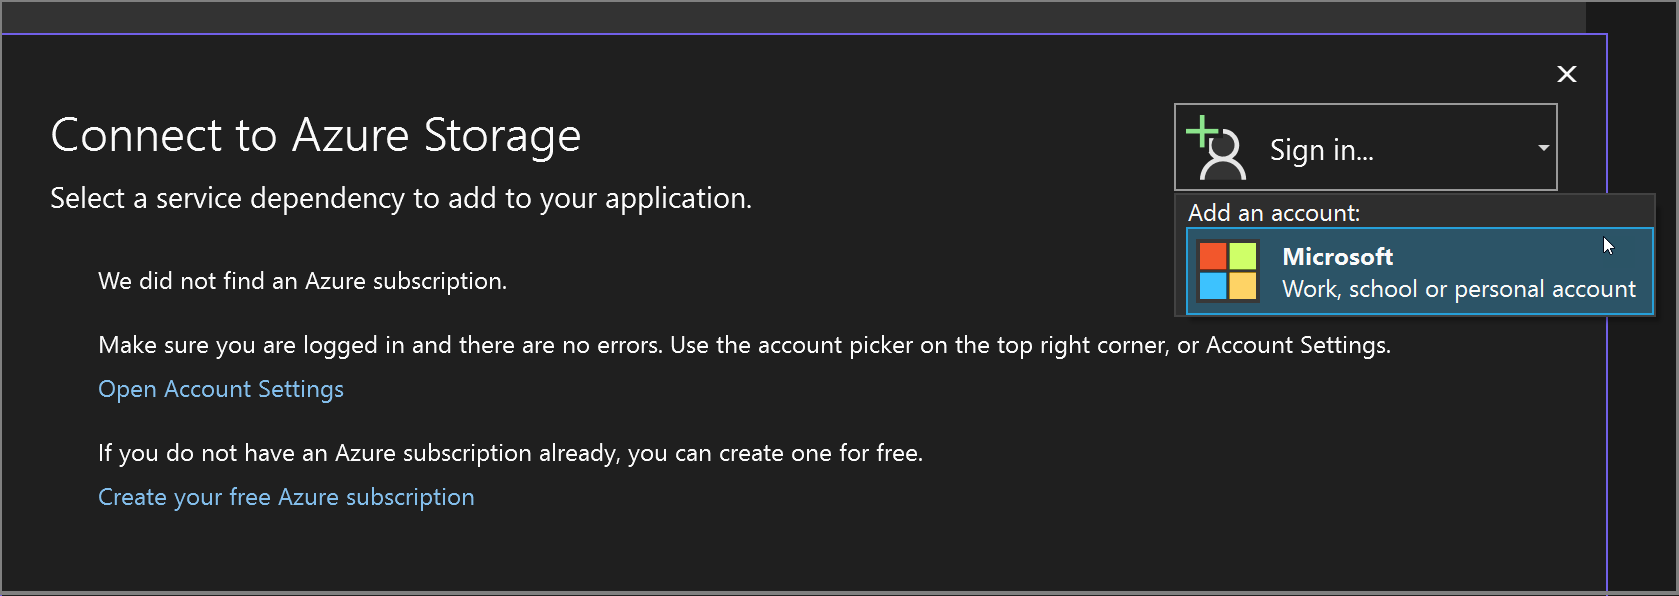 Connect to Azure Storage
Select a service dependency to add to your application.
Sign in...
Add an account:
Microsoft
Work, school or personal account
We did not find an Azure subscription.
Make sure you are logged in and there are no errors. Use the account picker on the top right corner, or Account Settings.
Open Account Settings
If you do not have an Azure subscription already, you can create one for free.
Create your free Azure subscription